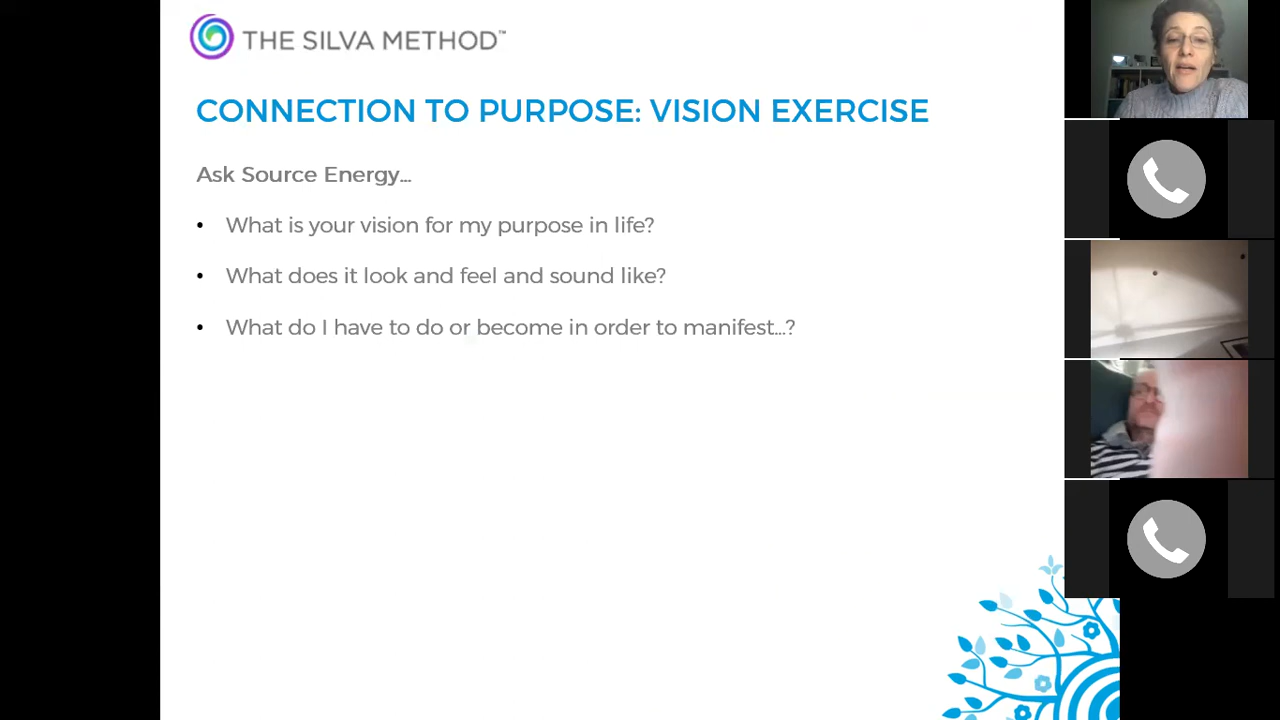 THE SILVA METHOD™
CONNECTION TO PURPOSE: VISION EXERCISE
Ask Source Energy...
• What is your vision for my purpose in life?
• What does it look and feel and sound like?
• What do I have to do or become in order to manifest...?